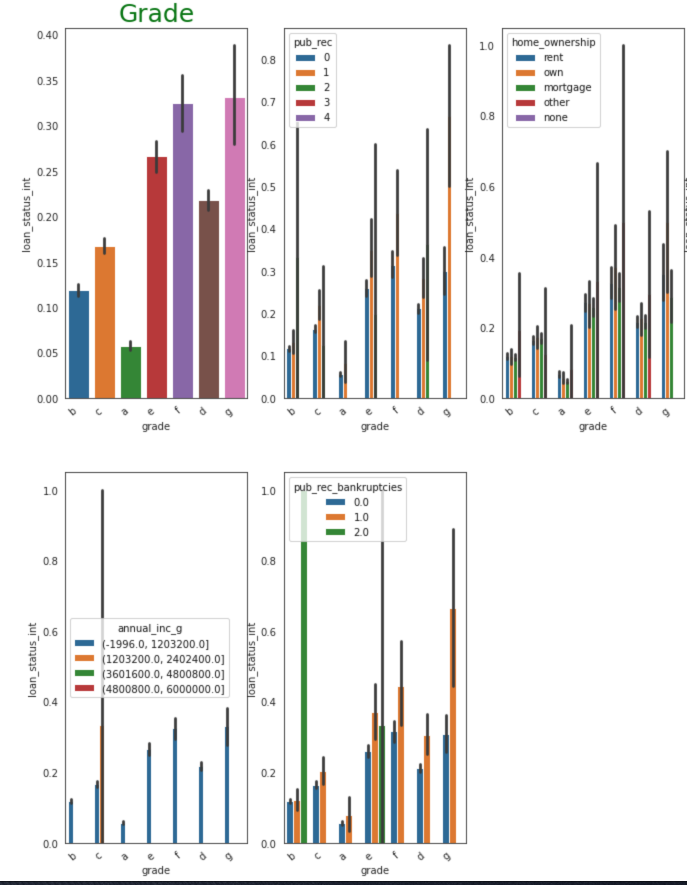 Grade
0.40
0.35
0.30
0.25
0.20
0.15
0.10
0.05
0.00
loan_status_int
b c a e f d g
grade
pub_rec
0
1
2
3
4
0.8
0.7
0.6
0.5
0.4
0.3
0.2
0.1
0.0
loan_status_int
b c a e f d g
grade
home_ownership
rent
own
mortgage
other
none
1.0
0.8
0.6
0.4
0.2
0.0
loan_status_int
b c a e f d g
grade
1.0
0.8
0.6
0.4
0.2
0.0
loan_status_int
annual_inc_g
(-1996.0, 1203200.0]
(1203200.0, 2402400.0]
(3601600.0, 4800800.0]
(4800800.0, 6000000.0]
b c a e f d g
grade
pub_rec_bankruptcies
0.0
1.0
2.0
1.0
0.8
0.6
0.4
0.2
0.0
loan_status_int
b c a e f d g
grade